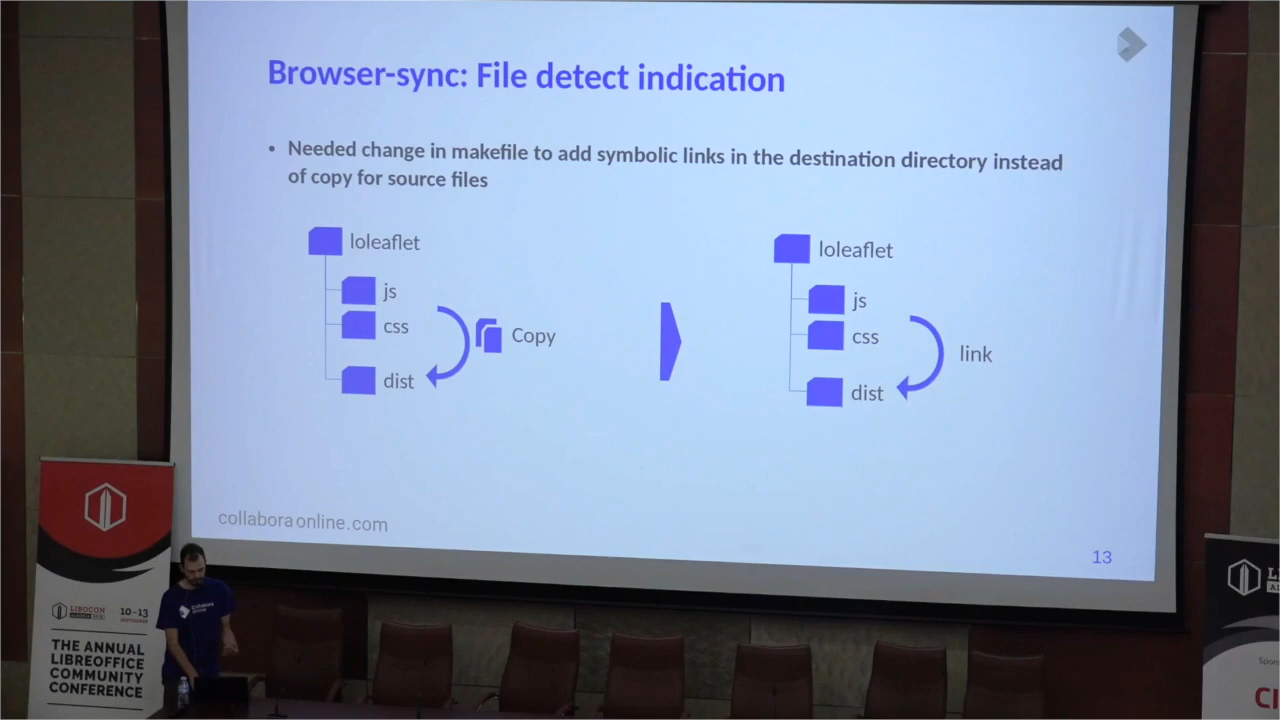 Browser-sync: File detect indication
• Needed change in makefile to add symbolic links in the destination directory instead
of copy for source files
loleaflet
js
css
dist
Copy
loleaflet
js
css
dist
link
collaboraonline.com
13
LIBOCON
10-13
THE ANNUAL
LIBREOFFICE
COMMUNITY
CONFERENCE
Collabora
Online